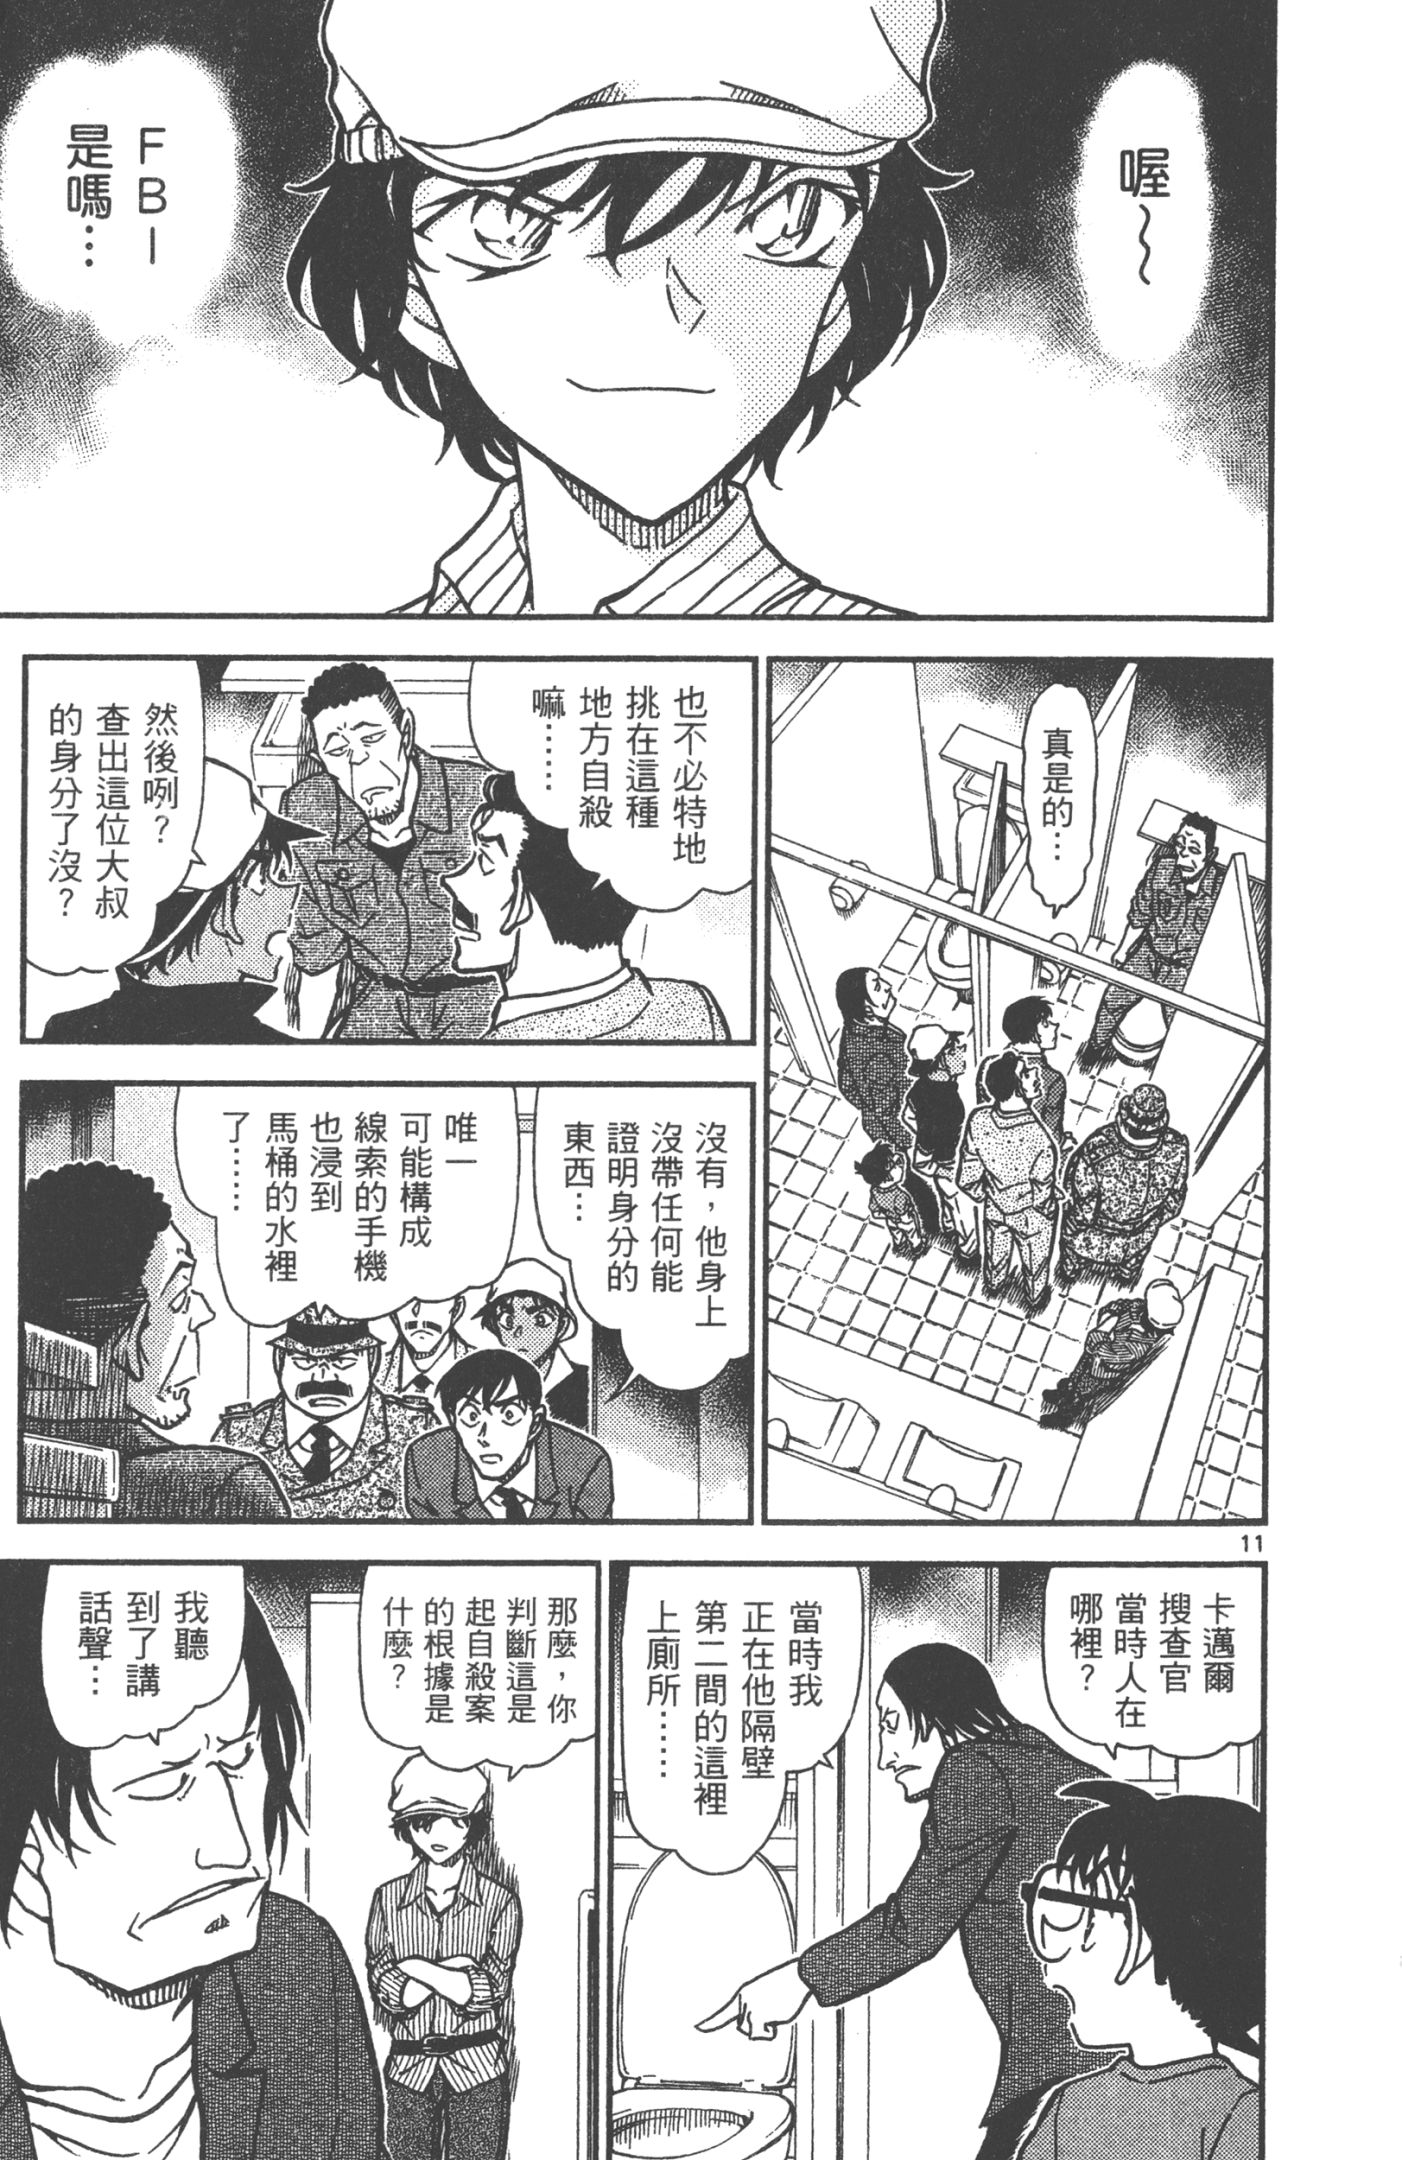 喔～
FBI
是嗎…
真是的…
也不必特地
挑在這種
地方自殺
嘛……
然後咧？
查出這位大叔
的身分了沒？
沒有，他身上
沒帶任何能
證明身分的
東西…
唯一
可能構成
線索的手機
也浸到
馬桶的水裡
了……
11
卡邁爾
搜查官
當時人在
哪裡？
當時我
正在他隔壁
第二間的這裡
上廁所……
那麼，你
判斷這是
起自殺案
的根據是
什麼？
我聽
到了講
話聲…